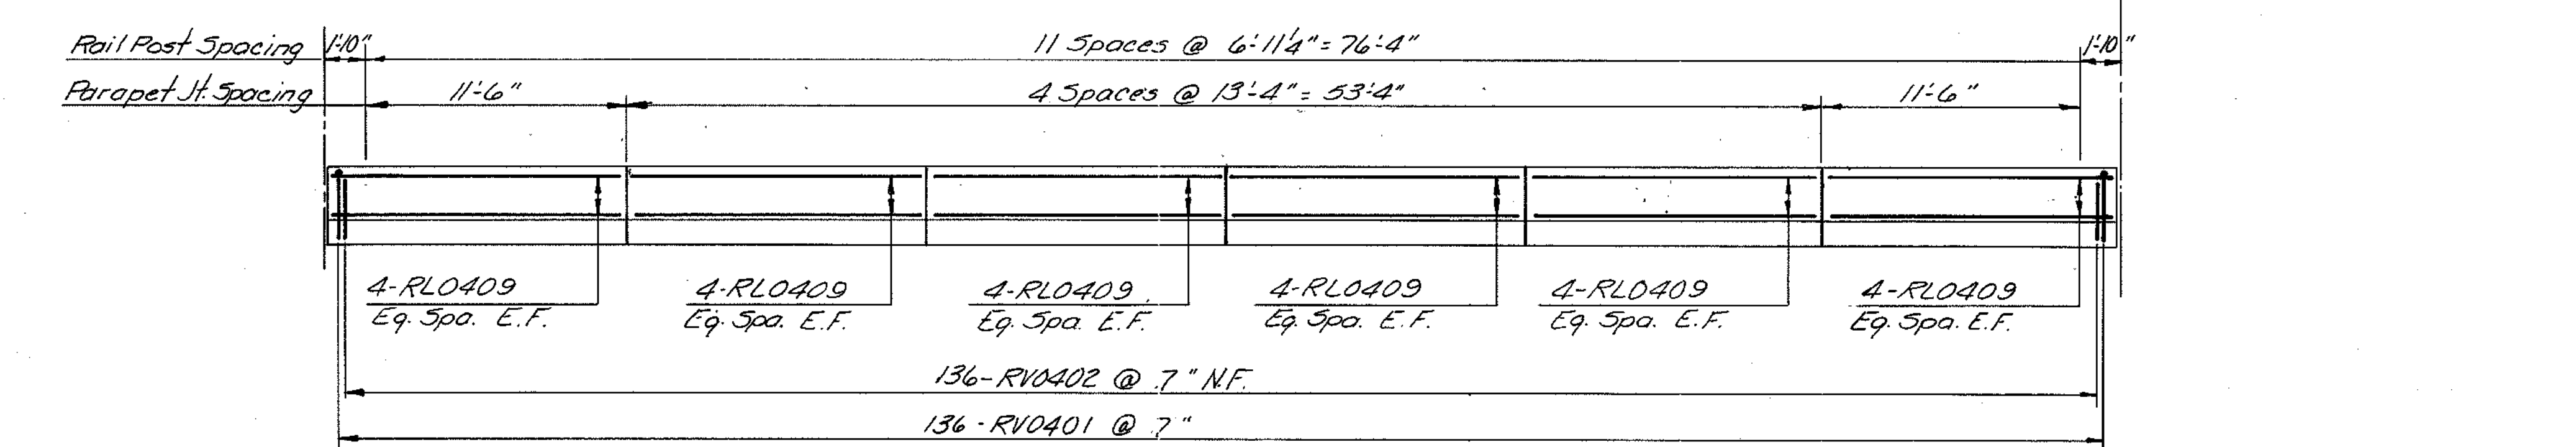 Rail Post Spacing 1'-10" 11 Spaces @ 6'-11¼" = 76'-4" 1'-10"
Parapet Jt. Spacing 11'-6" 4 Spaces @ 13'-4" = 53'-4" 11'-6"
4-RL0409 4-RL0409 4-RL0409 4-RL0409 4-RL0409 4-RL0409
Eq. Spa. E.F. Eq. Spa. E.F. Eq. Spa. E.F. Eq. Spa. E.F. Eq. Spa. E.F. Eq. Spa. E.F.
136-RV0402 @ 7" N.F.
136-RV0401 @ 7"